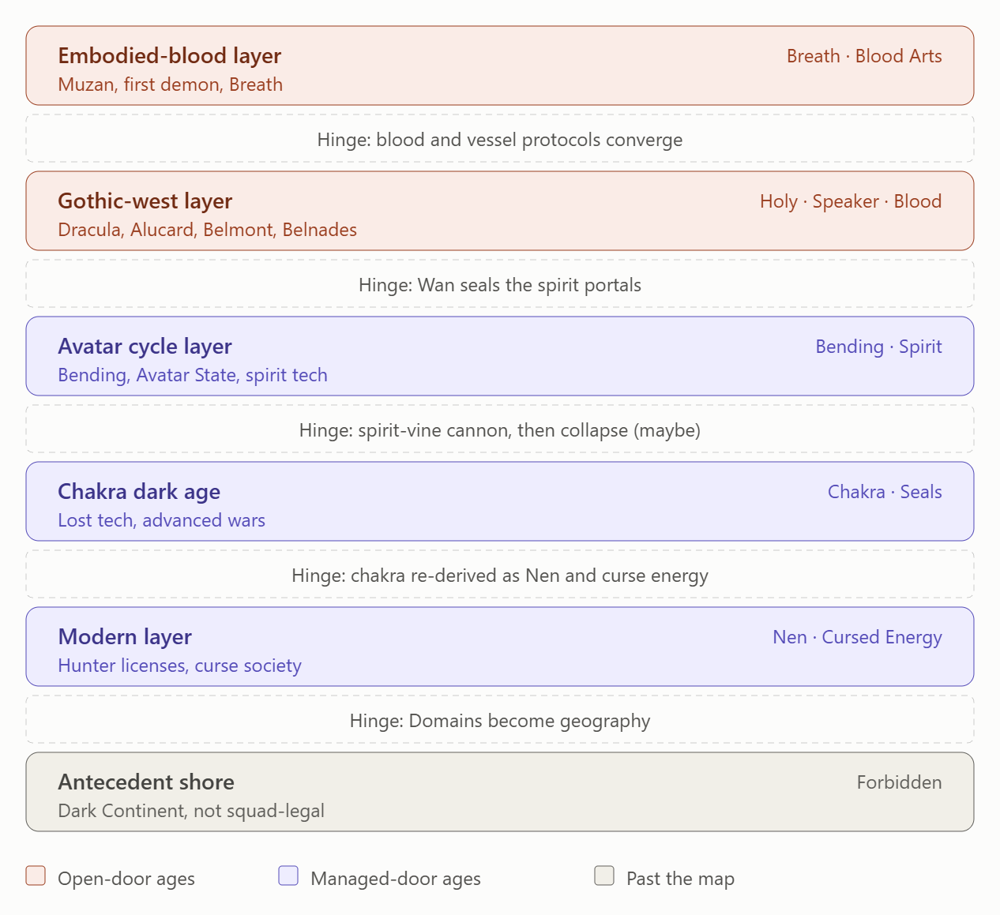 Embodied-blood layer
Breath · Blood Arts
Muzan, first demon, Breath
Hinge: blood and vessel protocols converge
Gothic-west layer
Holy · Speaker · Blood
Dracula, Alucard, Belmont, Belnades
Hinge: Wan seals the spirit portals
Avatar cycle layer
Bending · Spirit
Bending, Avatar State, spirit tech
Hinge: spirit-vine cannon, then collapse (maybe)
Chakra dark age
Chakra · Seals
Lost tech, advanced wars
Hinge: chakra re-derived as Nen and curse energy
Modern layer
Nen · Cursed Energy
Hunter licenses, curse society
Hinge: Domains become geography
Antecedent shore
Forbidden
Dark Continent, not squad-legal
Open-door ages
Managed-door ages
Past the map